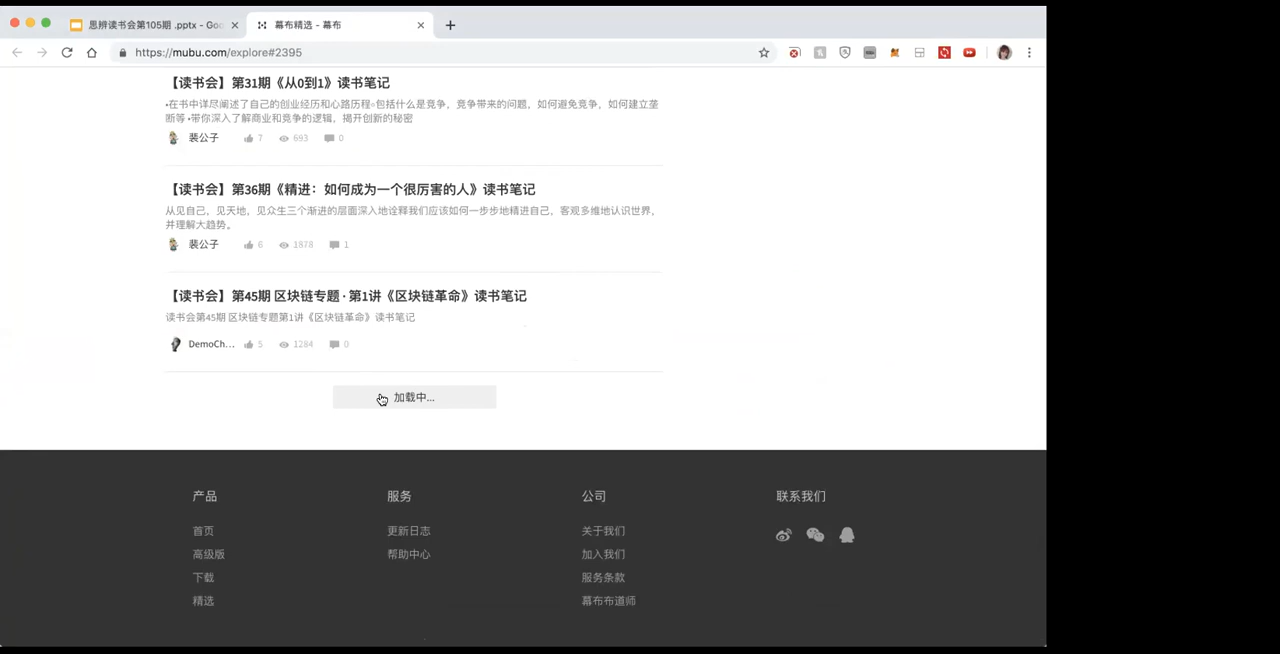 思辨读书会第105期 .pptx - Goo
幕布精选 - 幕布
https://mubu.com/explore#2395
【读书会】第31期《从0到1》读书笔记
•在书中详尽阐述了自己的创业经历和心路历程◦包括什么是竞争，竞争带来的问题，如何避免竞争，如何建立垄
断等 •带你深入了解商业和竞争的逻辑，揭开创新的秘密
裴公子 7 693 0
【读书会】第36期《精进：如何成为一个很厉害的人》读书笔记
从见自己，见天地，见众生三个渐进的层面深入地诠释我们应该如何一步步地精进自己，客观多维地认识世界，
并理解大趋势。
裴公子 6 1878 1
【读书会】第45期 区块链专题 · 第1讲《区块链革命》读书笔记
读书会第45期 区块链专题第1讲《区块链革命》读书笔记
DemoCh... 5 1284 0
加载中...
产品 服务 公司 联系我们
首页 更新日志 关于我们
高级版 帮助中心 加入我们
下载 服务条款
精选 幕布布道师